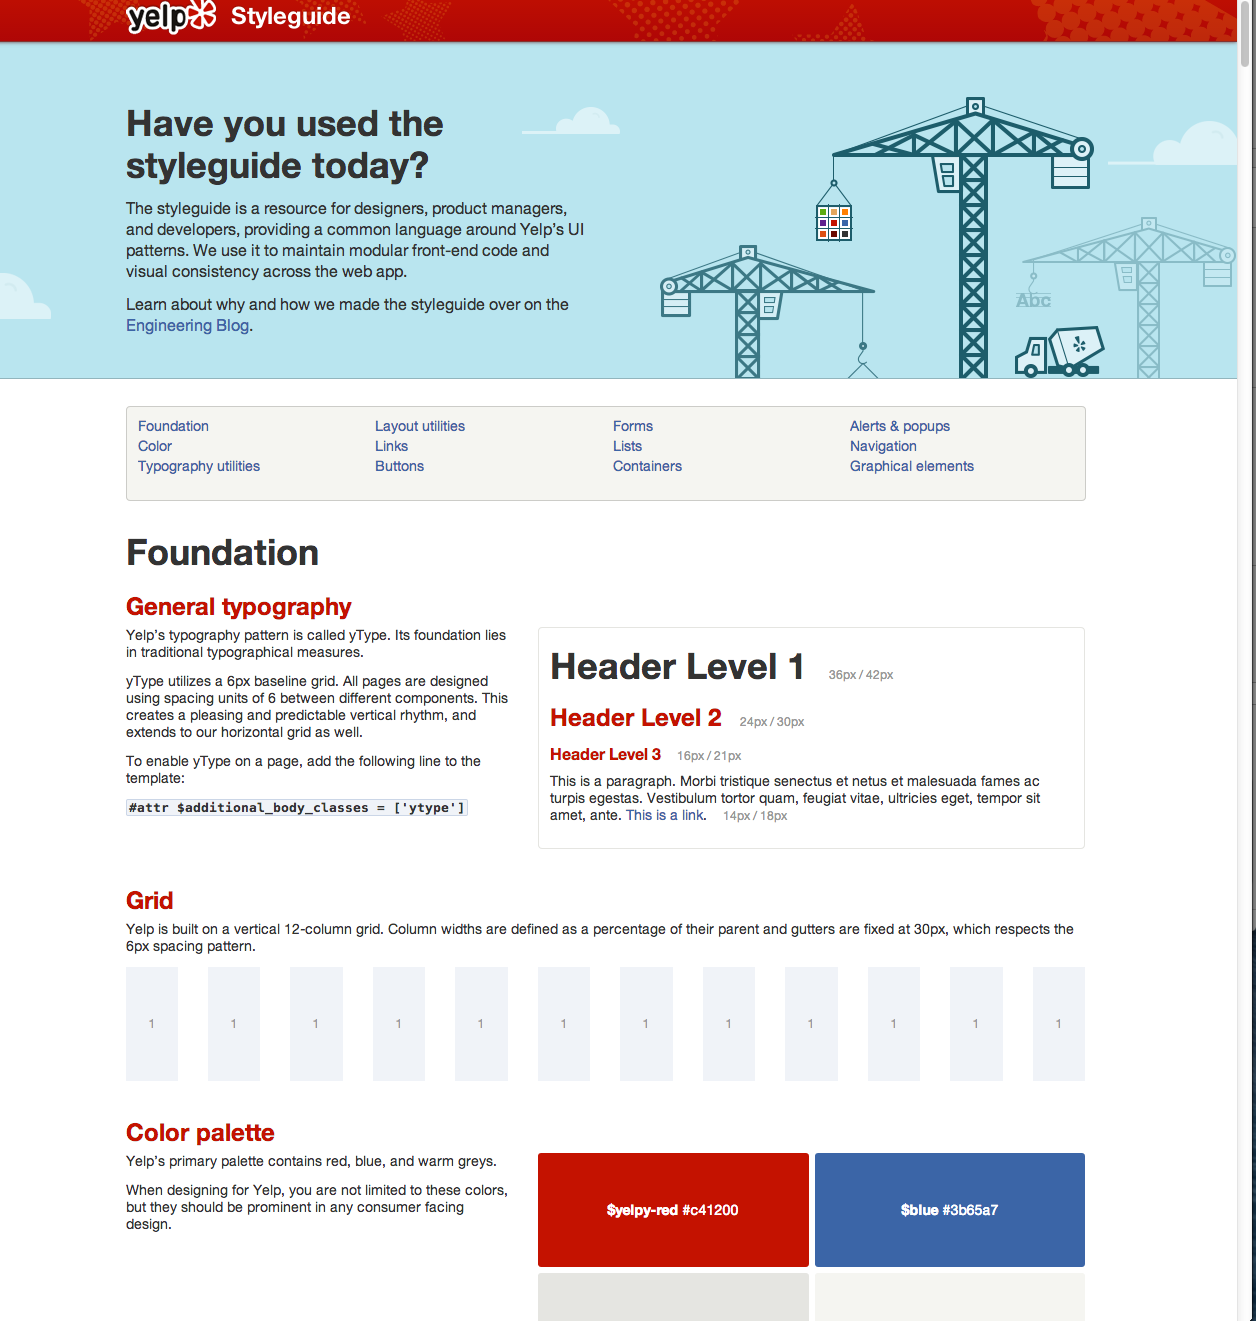 yelp Styleguide
Have you used the
styleguide today?
The styleguide is a resource for designers, product managers,
and developers, providing a common language around Yelp's UI
patterns. We use it to maintain modular front-end code and
visual consistency across the web app.
Learn about why and how we made the styleguide over on the
Engineering Blog.
Abc
Foundation
Color
Typography utilities
Layout utilities
Links
Buttons
Forms
Lists
Containers
Alerts & popups
Navigation
Graphical elements
Foundation
General typography
Yelp's typography pattern is called yType. Its foundation lies
in traditional typographical measures.
yType utilizes a 6px baseline grid. All pages are designed
using spacing units of 6 between different components. This
creates a pleasing and predictable vertical rhythm, and
extends to our horizontal grid as well.
To enable yType on a page, add the following line to the
template:
#attr $additional_body_classes = ['ytype']
Header Level 1 36px / 42px
Header Level 2 24px / 30px
Header Level 3 16px / 21px
This is a paragraph. Morbi tristique senectus et netus et malesuada fames ac
turpis egestas. Vestibulum tortor quam, feugiat vitae, ultricies eget, tempor sit
amet, ante. This is a link. 14px / 18px
Grid
Yelp is built on a vertical 12-column grid. Column widths are defined as a percentage of their parent and gutters are fixed at 30px, which respects the
6px spacing pattern.
1 1 1 1 1 1 1 1 1 1 1 1
Color palette
Yelp's primary palette contains red, blue, and warm greys.
When designing for Yelp, you are not limited to these colors,
but they should be prominent in any consumer facing
design.
$yelpy-red #c41200
$blue #3b65a7